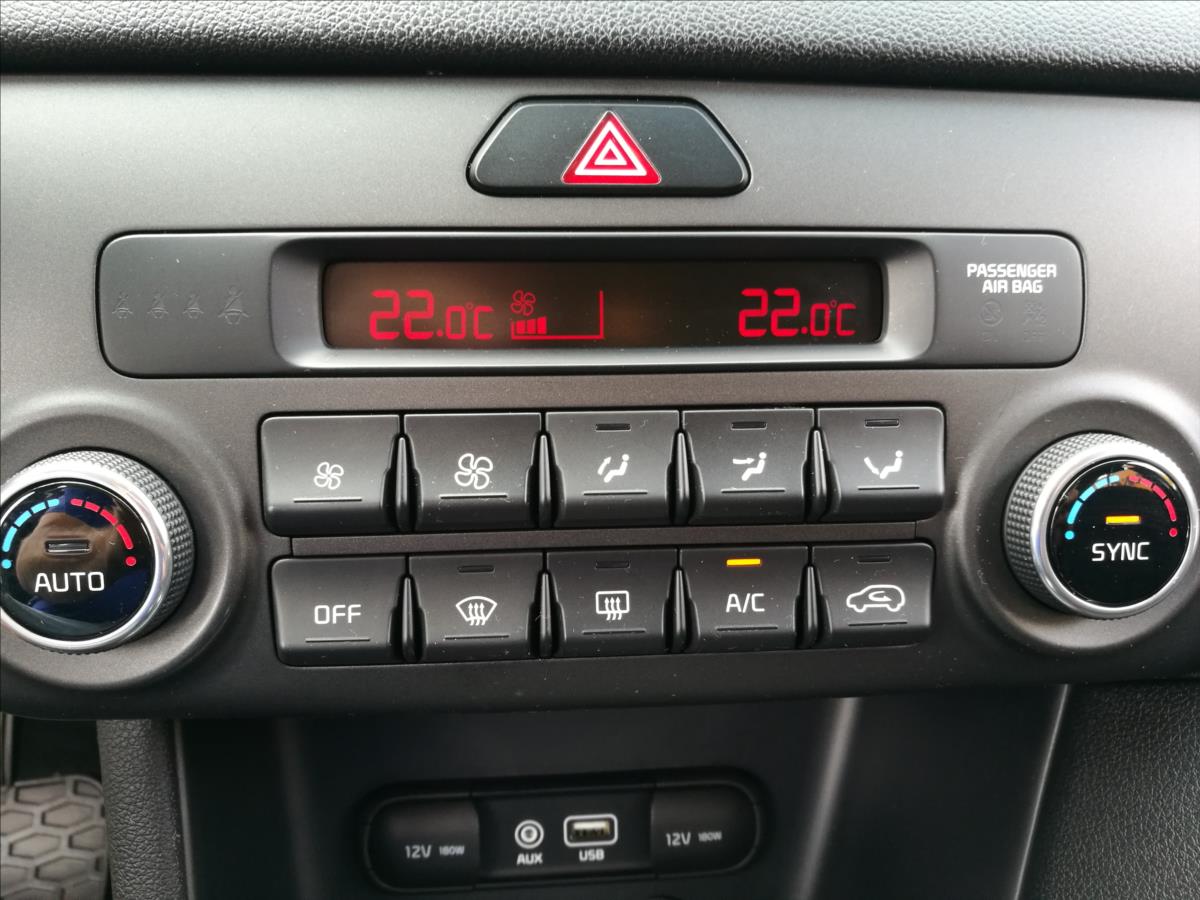 PASSENGER
AIR BAG
22.0°C 22.0°C
AUTO
SYNC
OFF
A/C
12V 180W
AUX
USB
12V 180W